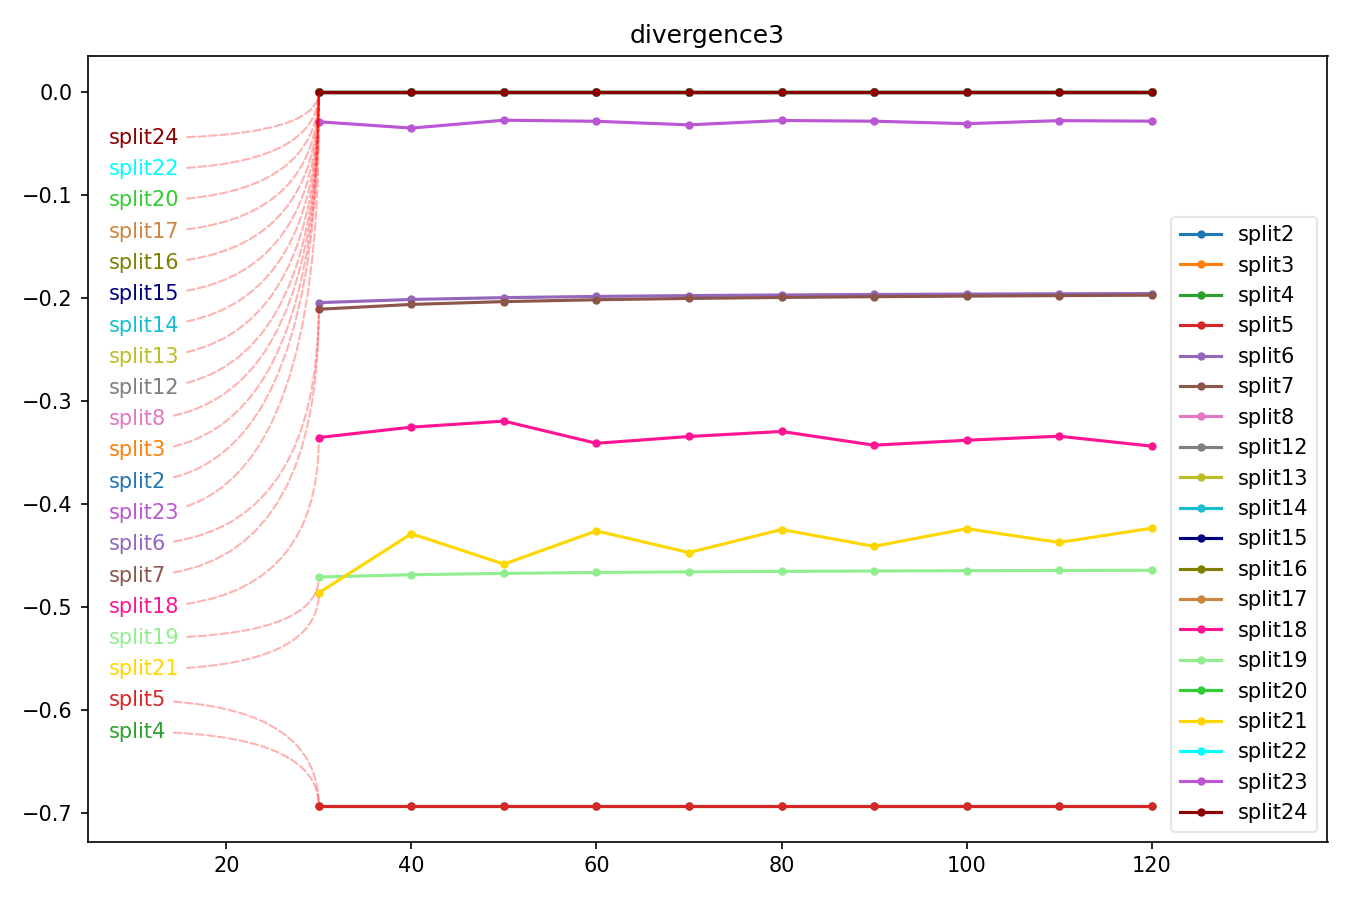 divergence3
0.0
−0.1
−0.2
−0.3
−0.4
−0.5
−0.6
−0.7
split24
split22
split20
split17
split16
split15
split14
split13
split12
split8
split3
split2
split23
split6
split7
split18
split19
split21
split5
split4
split2
split3
split4
split5
split6
split7
split8
split12
split13
split14
split15
split16
split17
split18
split19
split20
split21
split22
split23
split24
20 40 60 80 100 120